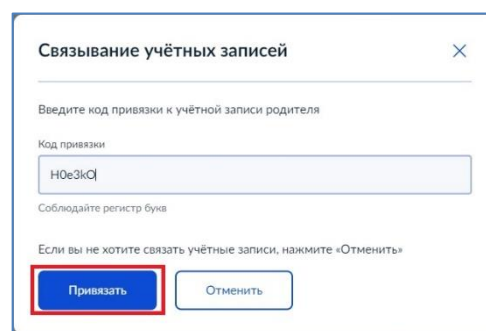 Связывание учётных записей
Введите код привязки к учётной записи родителя
Код привязки
H0e3kO
Соблюдайте регистр букв
Если вы не хотите связать учётные записи, нажмите «Отменить»
Привязать Отменить